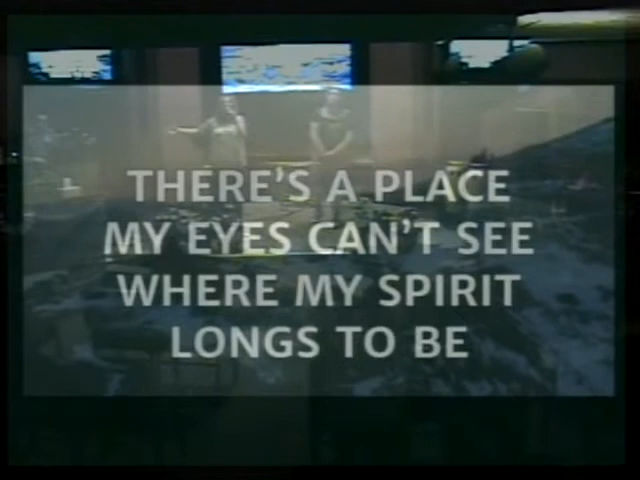 THERE'S A PLACE
MY EYES CAN'T SEE
WHERE MY SPIRIT
LONGS TO BE